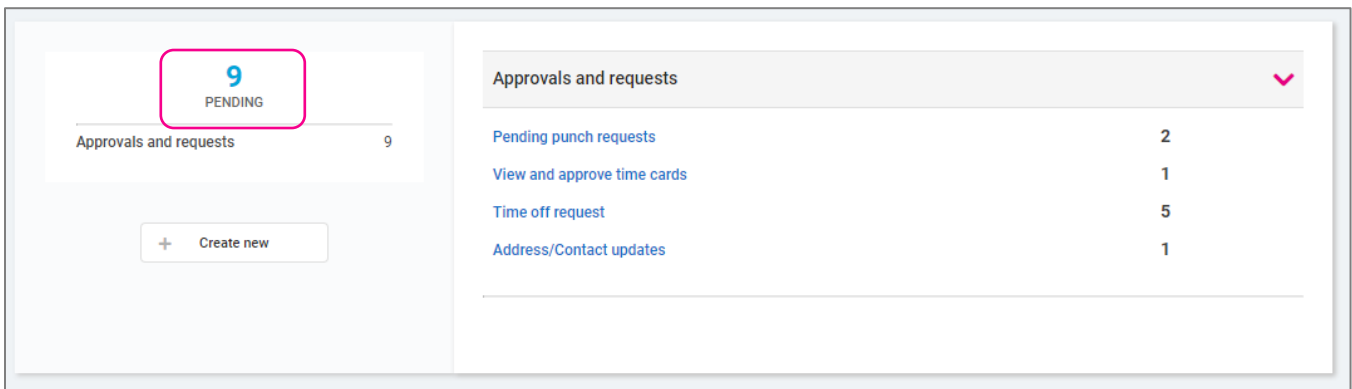 9
PENDING
Approvals and requests 9
+ Create new
Approvals and requests
Pending punch requests 2
View and approve time cards 1
Time off request 5
Address/Contact updates 1